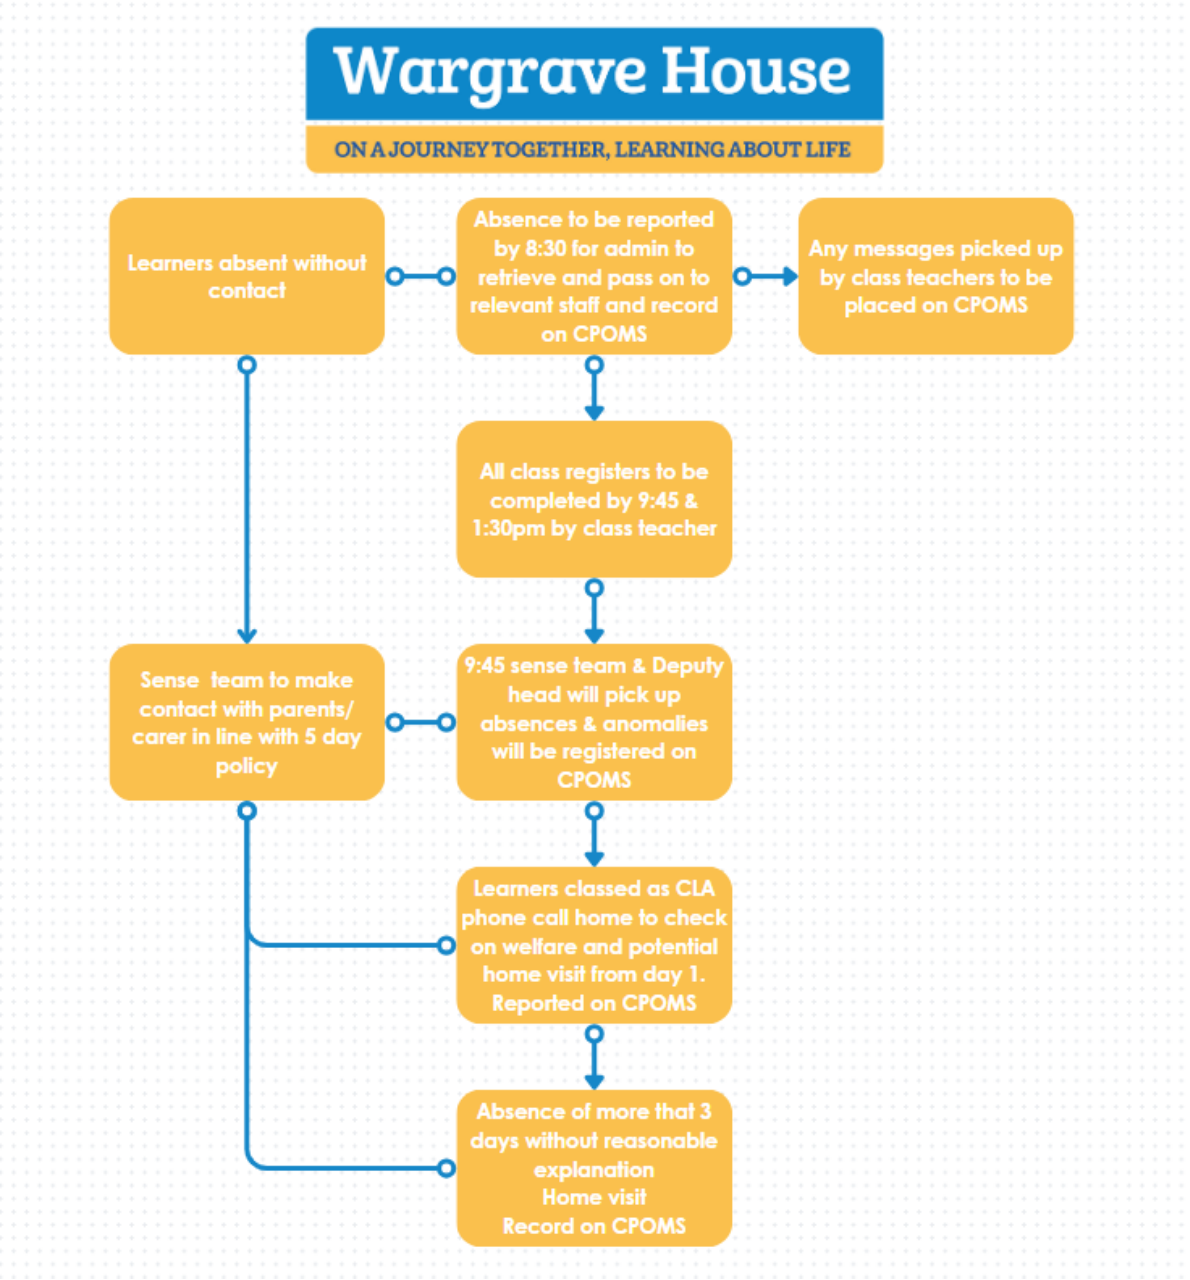 Wargrave House
ON A JOURNEY TOGETHER, LEARNING ABOUT LIFE
Learners absent without
contact
Absence to be reported
by 8:30 for admin to
retrieve and pass on to
relevant staff and record
on CPOMS
Any messages picked up
by class teachers to be
placed on CPOMS
All class registers to be
completed by 9:45 &
1:30pm by class teacher
Sense team to make
contact with parents/
carer in line with 5 day
policy
9:45 sense team & Deputy
head will pick up
absences & anomalies
will be registered on
CPOMS
Learners classed as CLA
phone call home to check
on welfare and potential
home visit from day 1.
Reported on CPOMS
Absence of more that 3
days without reasonable
explanation
Home visit
Record on CPOMS